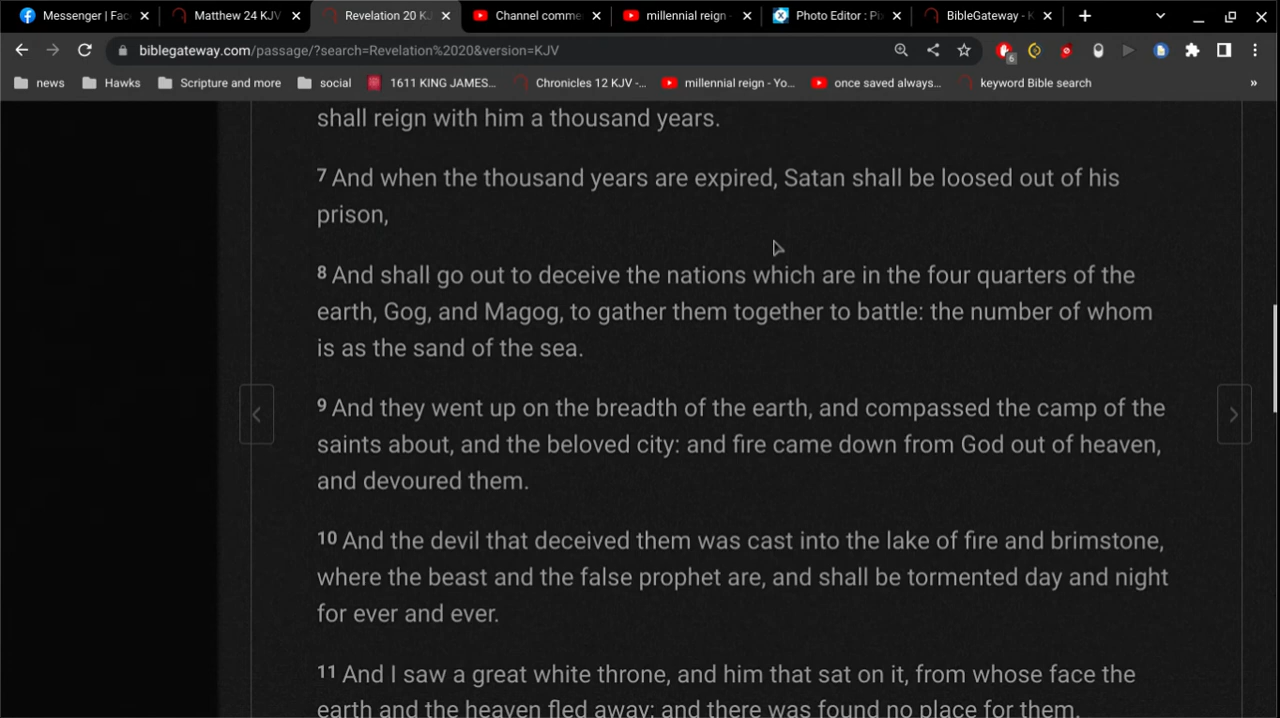 Messenger | Fac
Matthew 24 KJV
Revelation 20 KJ
Channel comme
millennial reign -
Photo Editor : Pi
BibleGateway - K
biblegateway.com/passage/?search=Revelation%2020&version=KJV
6
news
Hawks
Scripture and more
social
1611 KING JAMES...
Chronicles 12 KJV -...
millennial reign - Yo...
once saved always...
keyword Bible search
»
shall reign with him a thousand years.
7 And when the thousand years are expired, Satan shall be loosed out of his
prison,
8 And shall go out to deceive the nations which are in the four quarters of the
earth, Gog, and Magog, to gather them together to battle: the number of whom
is as the sand of the sea.
9 And they went up on the breadth of the earth, and compassed the camp of the
saints about, and the beloved city: and fire came down from God out of heaven,
and devoured them.
10 And the devil that deceived them was cast into the lake of fire and brimstone,
where the beast and the false prophet are, and shall be tormented day and night
for ever and ever.
11 And I saw a great white throne, and him that sat on it, from whose face the
earth and the heaven fled away; and there was found no place for them.